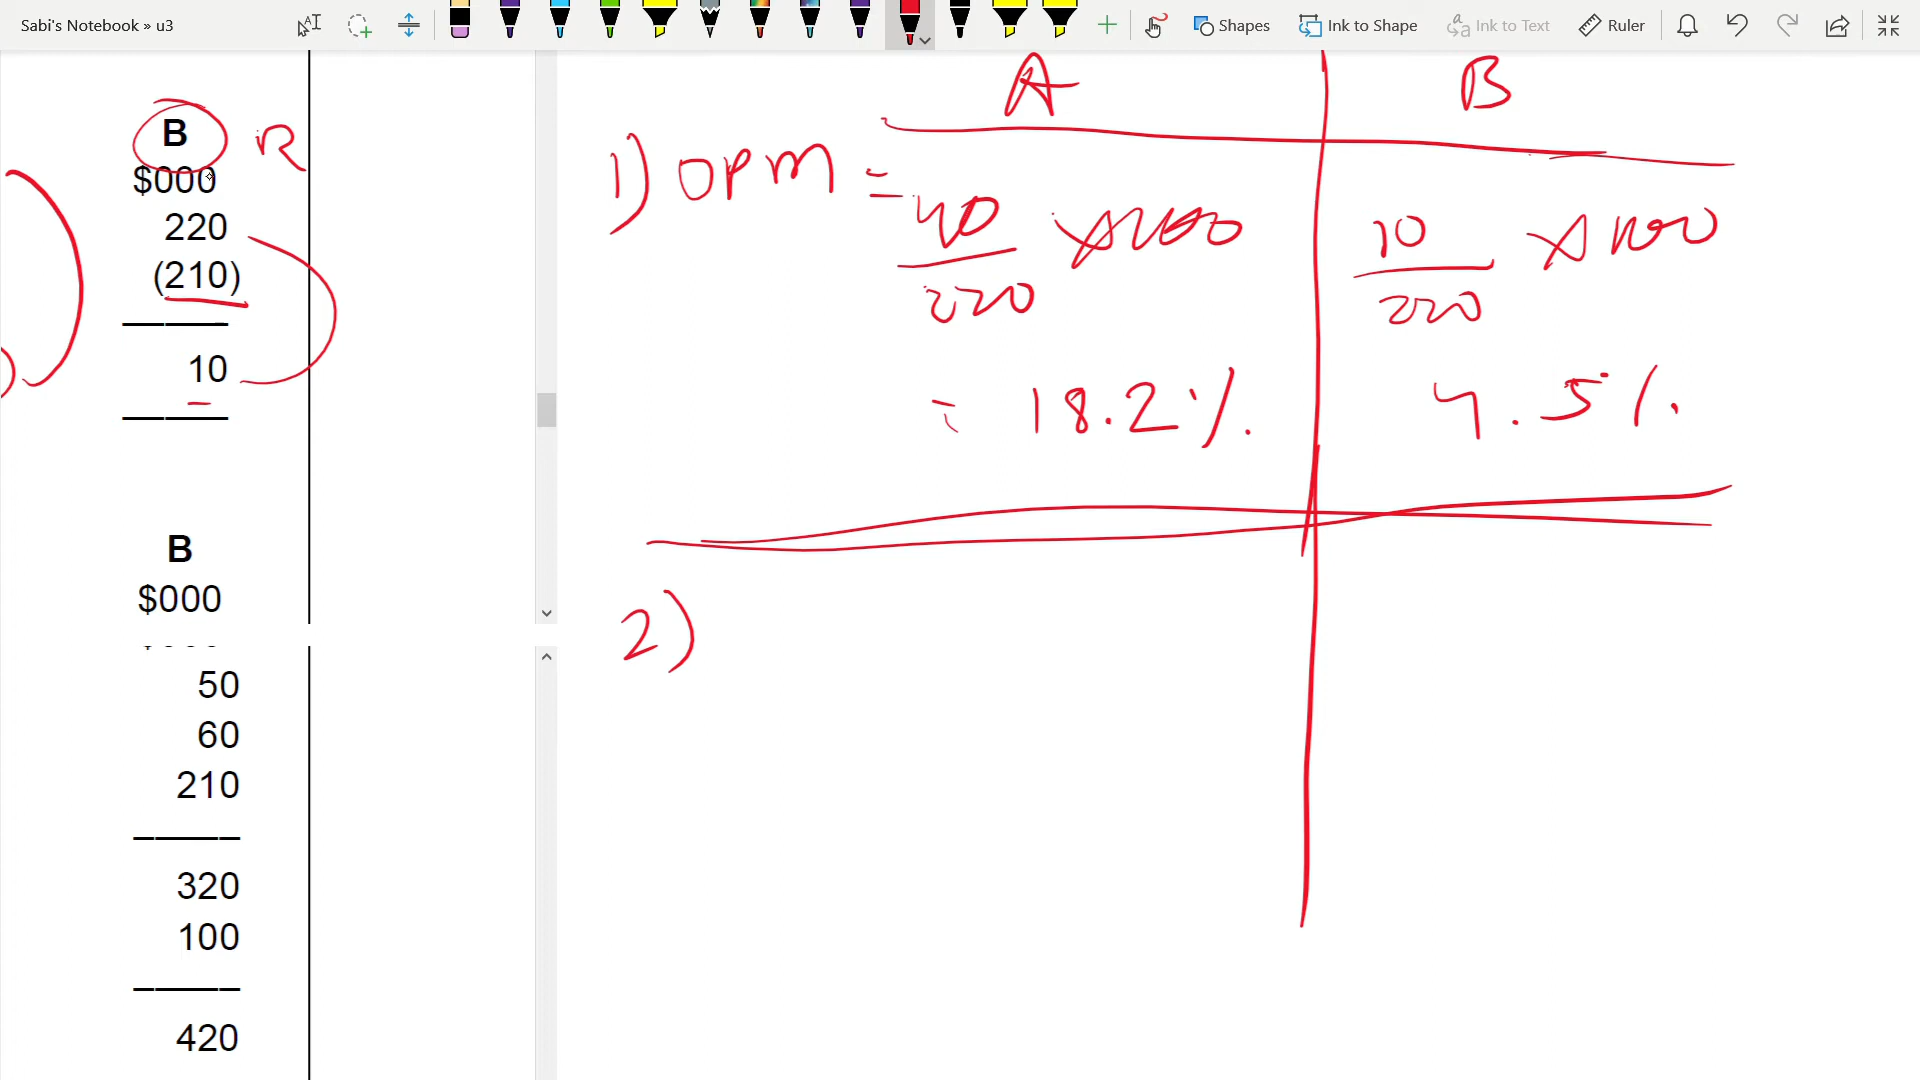 Sabi's Notebook » u3
Shapes
Ink to Shape
Ink to Text
Ruler
B R
$000
220
(210)
10
B
$000
50
60
210
320
100
420
A B
1) OPM = 40/220 × 100 10/220 × 100
= 18.2%. 4.5%.
2)